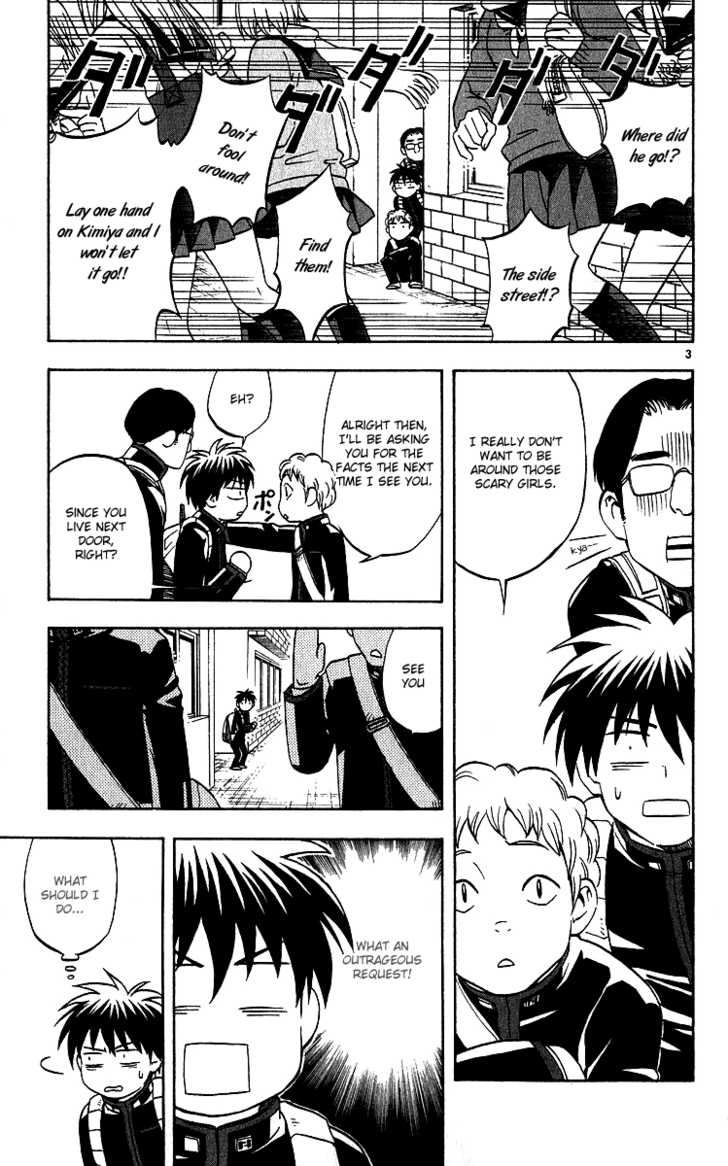 ダダダダ
Where did
he go!?
The side
street!?
Don't
fool
around!
Find
them!
Lay one hand
on Kimiya and I
won't let
it go!!
3
I REALLY DON'T
WANT TO BE
AROUND THOSE
SCARY GIRLS.
kya--
ALRIGHT THEN,
I'LL BE ASKING
YOU FOR THE
FACTS THE NEXT
TIME I SEE YOU.
EH?
ポン
SINCE YOU
LIVE NEXT
DOOR,
RIGHT?
SEE
YOU
WHAT AN
OUTRAGEOUS
REQUEST!
WHAT
SHOULD I
DO...